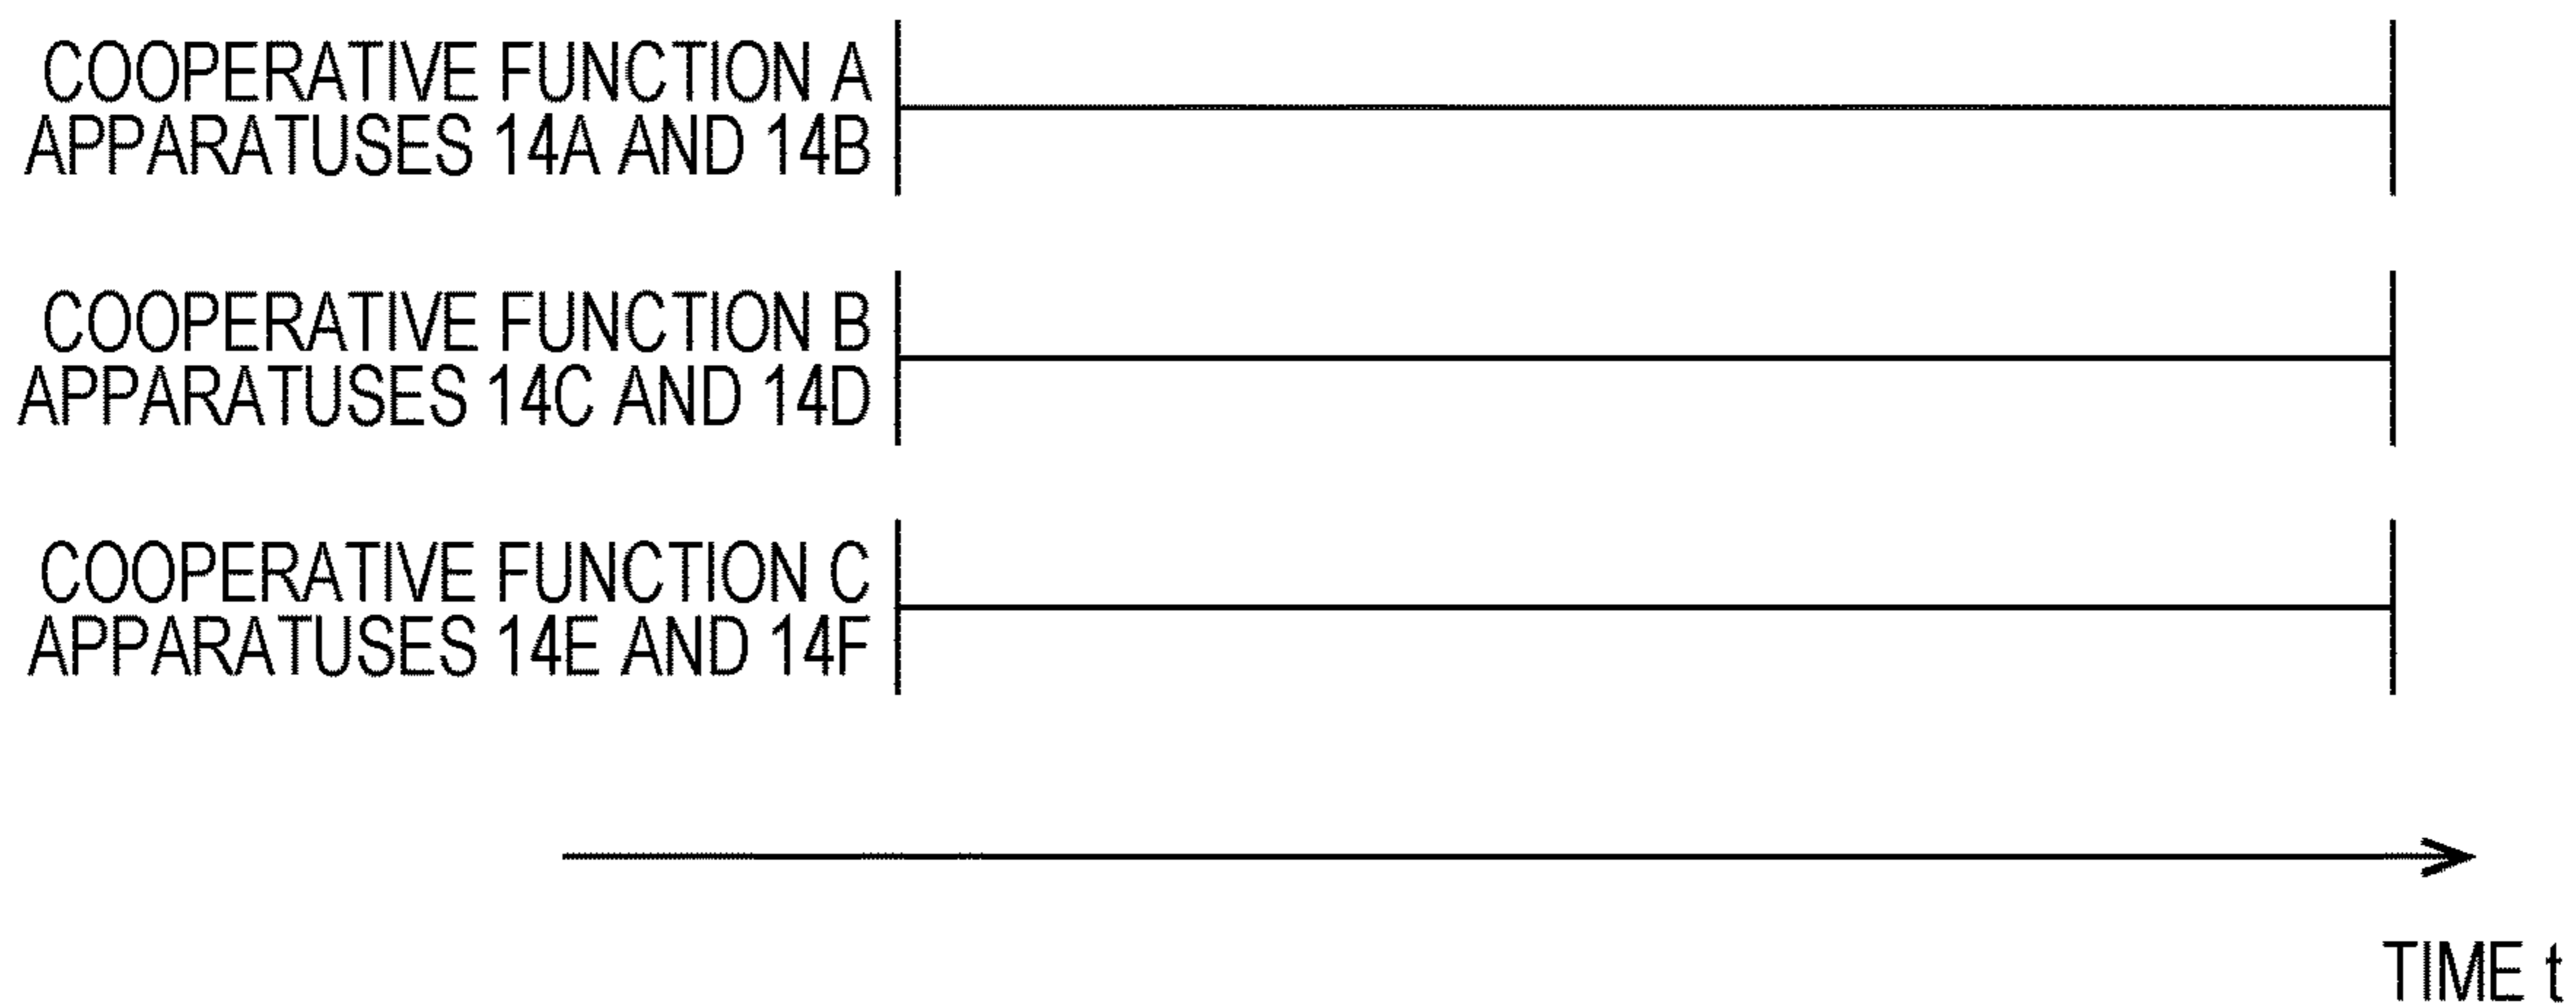 COOPERATIVE FUNCTION A
APPARATUSES 14A AND 14B
COOPERATIVE FUNCTION B
APPARATUSES 14C AND 14D
COOPERATIVE FUNCTION C
APPARATUSES 14E AND 14F
TIME t